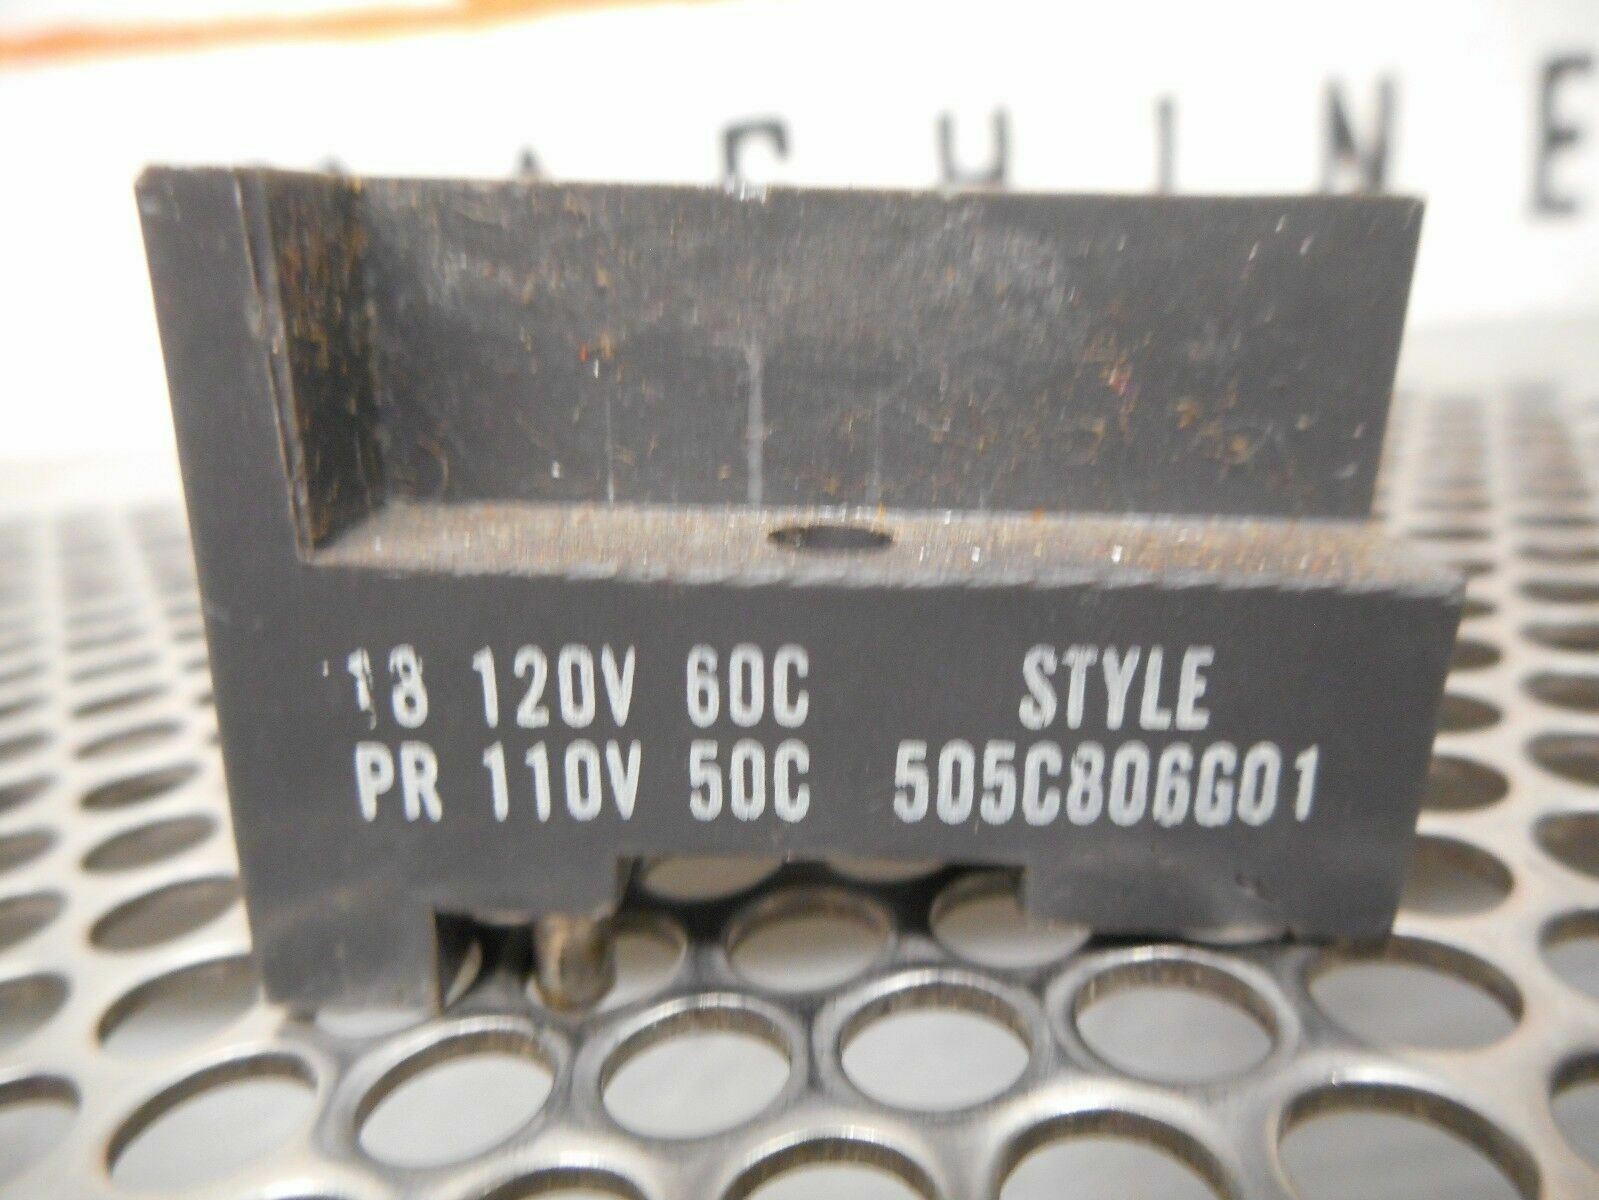 A C H I N E
18 120V 60C
PR 110V 50C
STYLE
505C806G01